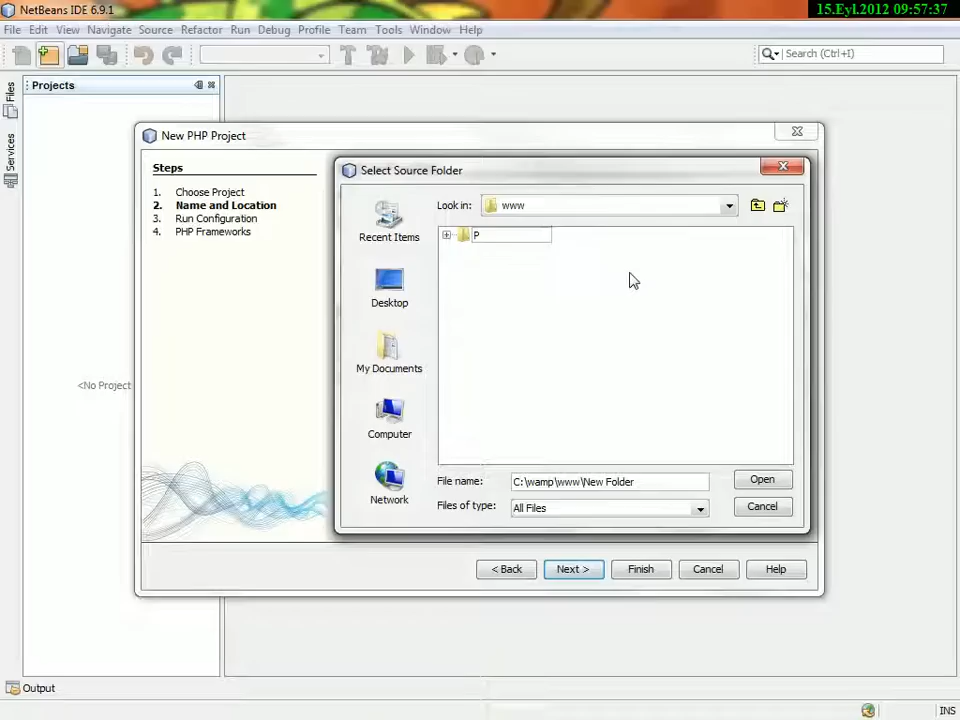 NetBeans IDE 6.9.1
15.Eyl.2012 09:57:37
File Edit View Navigate Source Refactor Run Debug Profile Team Tools Window Help
Search (Ctrl+I)
Files
Services
Projects
<No Project
New PHP Project
Steps
1. Choose Project
2. Name and Location
3. Run Configuration
4. PHP Frameworks
Select Source Folder
Look in: www
P
Recent Items
Desktop
My Documents
Computer
Network
File name: C:\wamp\www\New Folder
Files of type: All Files
Open
Cancel
< Back
Next >
Finish
Cancel
Help
Output
INS